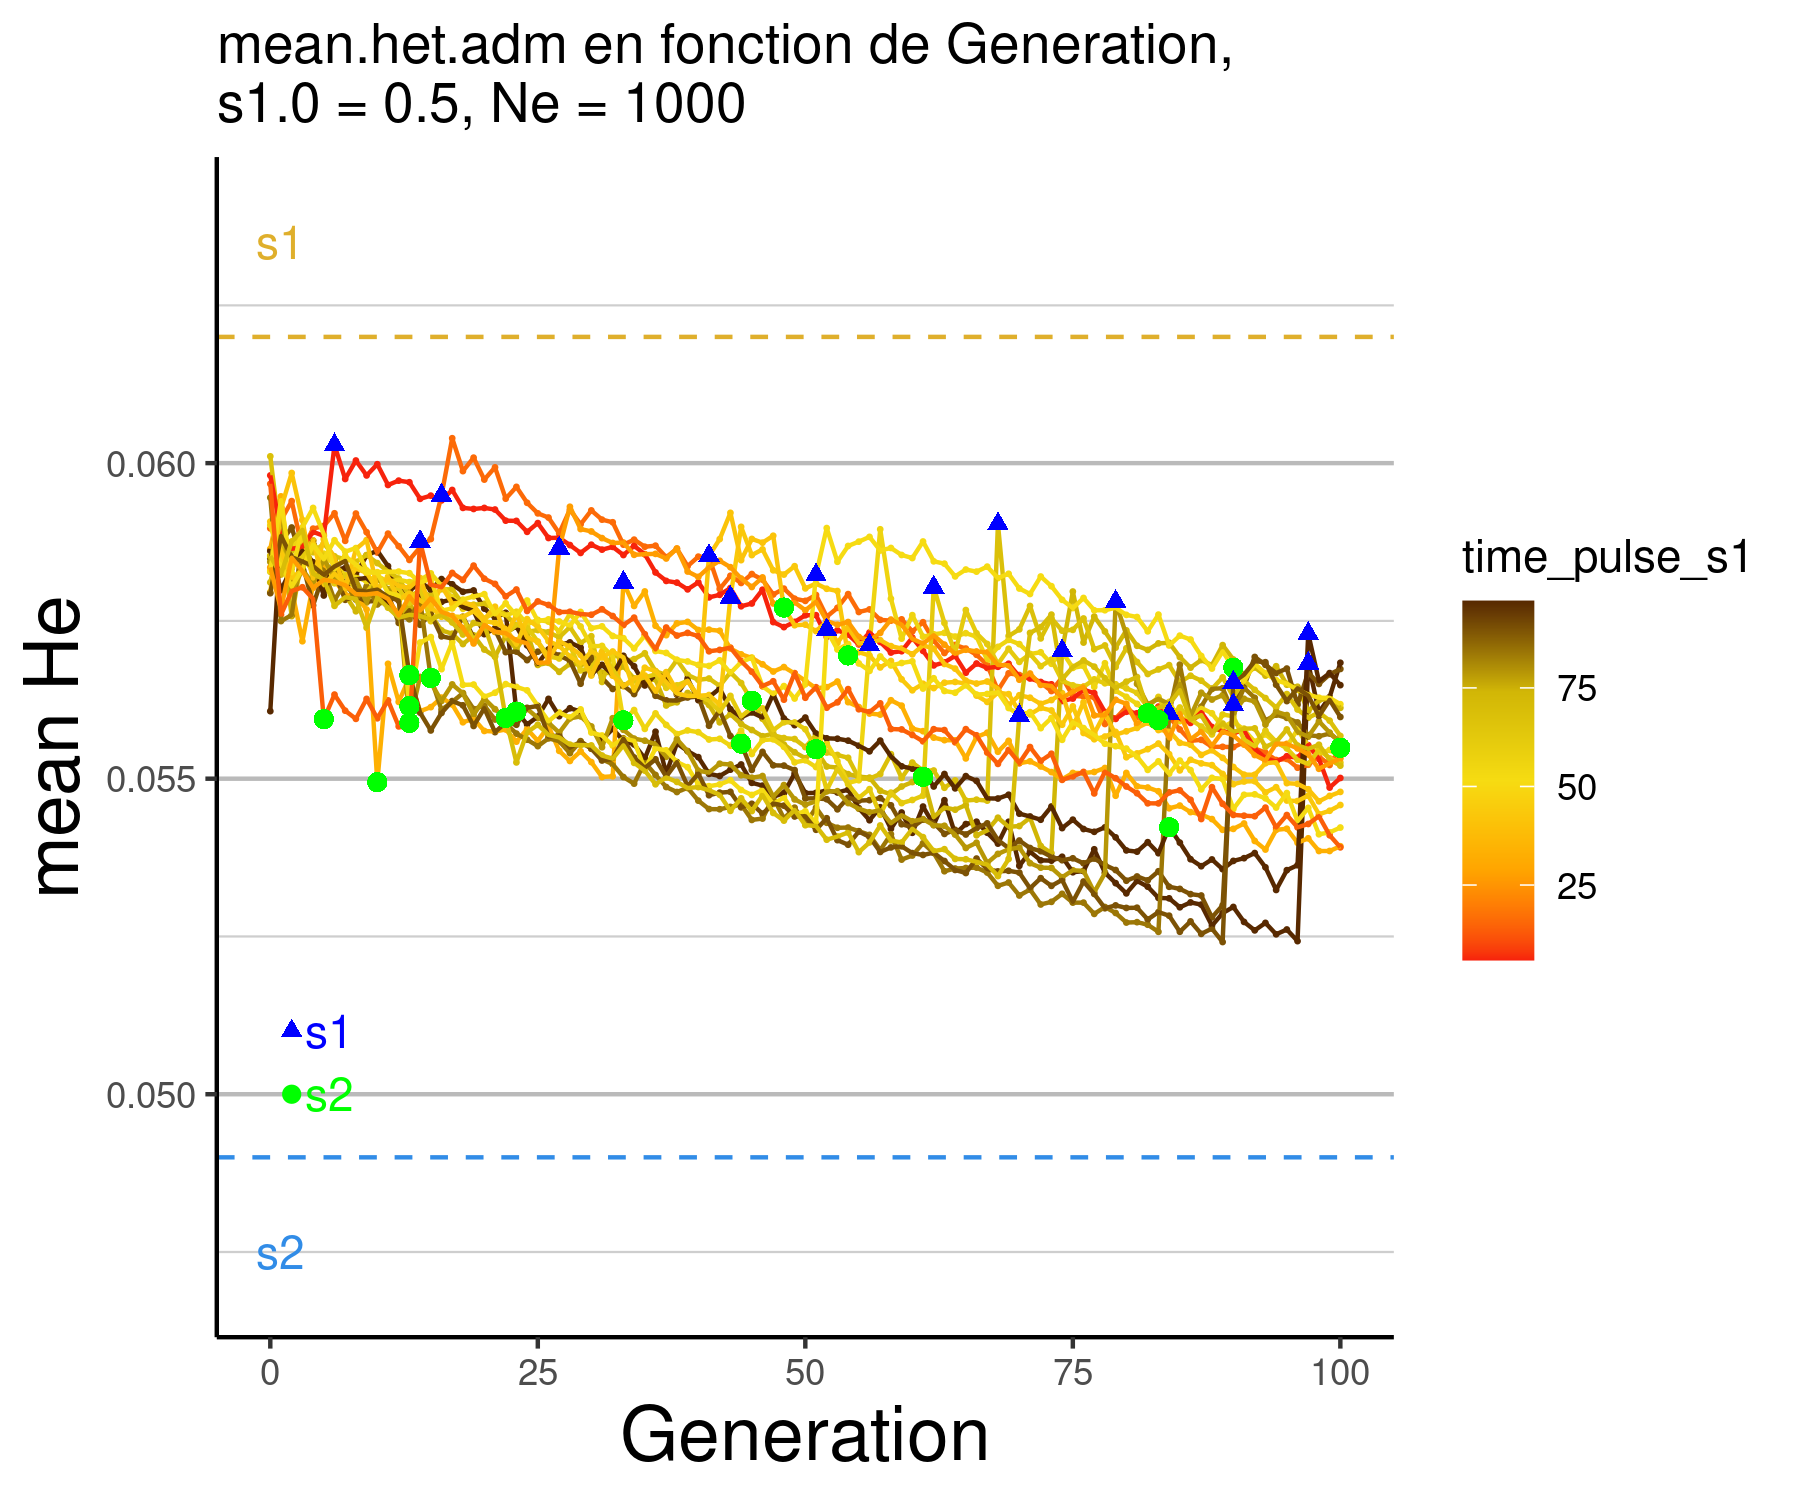 mean.het.adm en fonction de Generation,
s1.0 = 0.5, Ne = 1000
s1
0.060
0.055
0.050
mean He
s1
s2
s2
0
25
50
75
100
Generation
time_pulse_s1
75
50
25